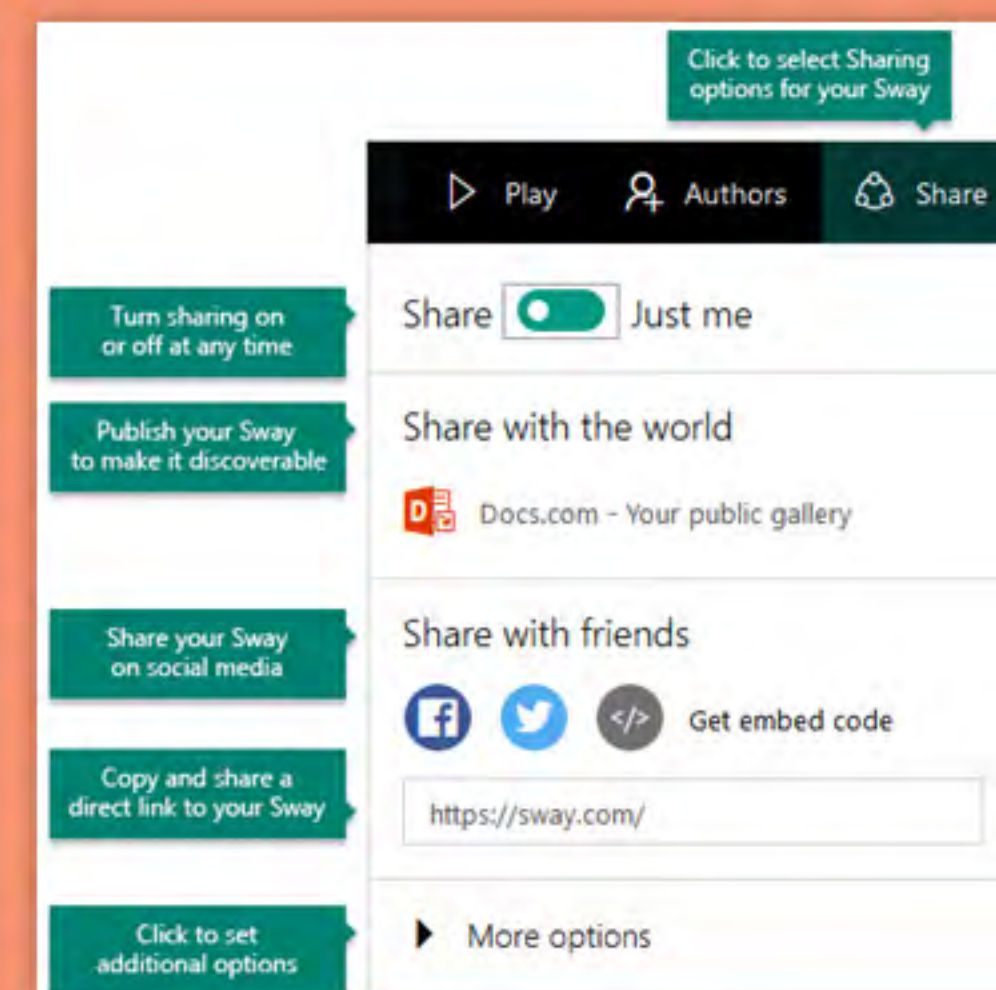 Click to select Sharing
options for your Sway
Play Authors Share
Turn sharing on
or off at any time
Share Just me
Publish your Sway
to make it discoverable
Share with the world
D Docs.com - Your public gallery
Share your Sway
on social media
Share with friends
</> Get embed code
Copy and share a
direct link to your Sway
https://sway.com/
Click to set
additional options
More options